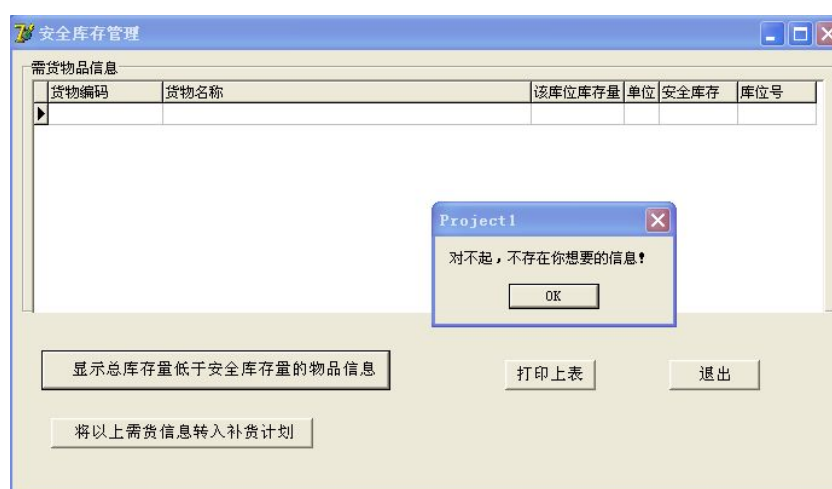 安全库存管理
需货物品信息
货物编码 货物名称 该库位库存量 单位 安全库存 库位号
Project1
对不起，不存在你想要的信息！
OK
显示总库存量低于安全库存量的物品信息 打印上表 退出
将以上需货信息转入补货计划